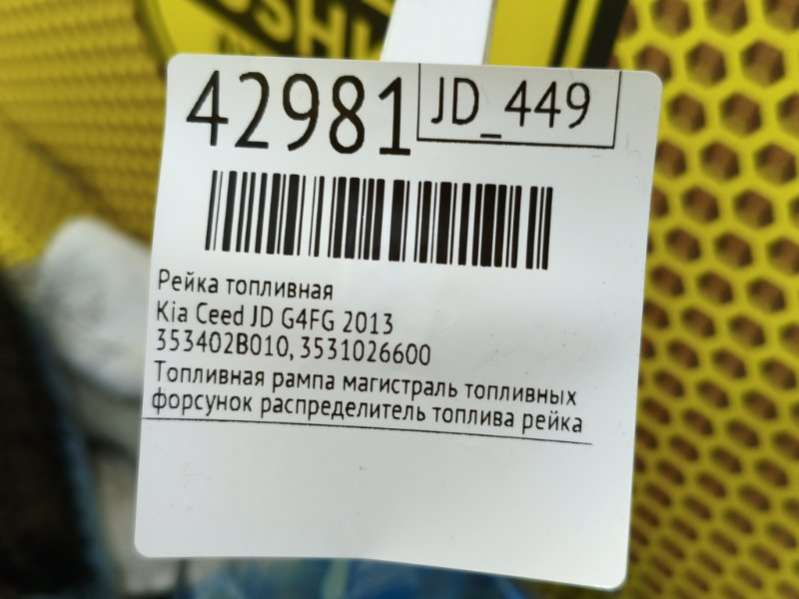 42981 JD_449
Рейка топливная
Kia Ceed JD G4FG 2013
353402B010, 3531026600
Топливная рампа магистраль топливных
форсунок распределитель топлива рейка